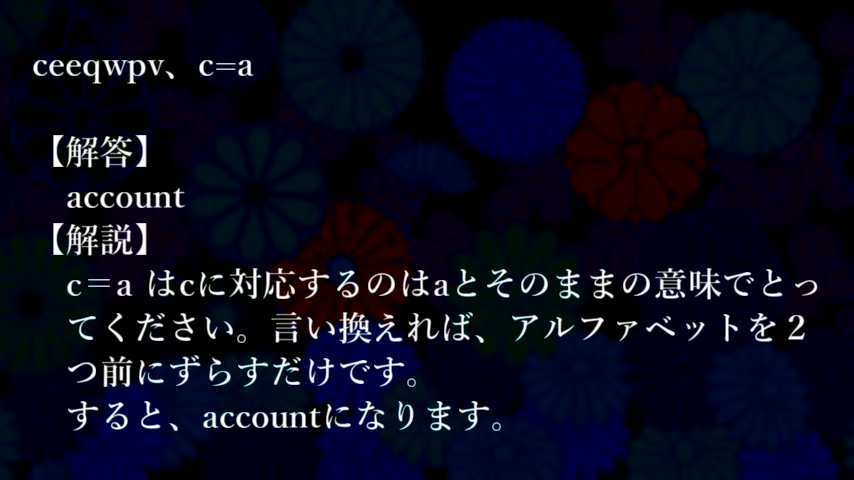 ceeqwpv、c=a
【解答】
account
【解説】
c＝a はcに対応するのはaとそのままの意味でとっ
てください。言い換えれば、アルファベットを２
つ前にずらすだけです。
すると、accountになります。